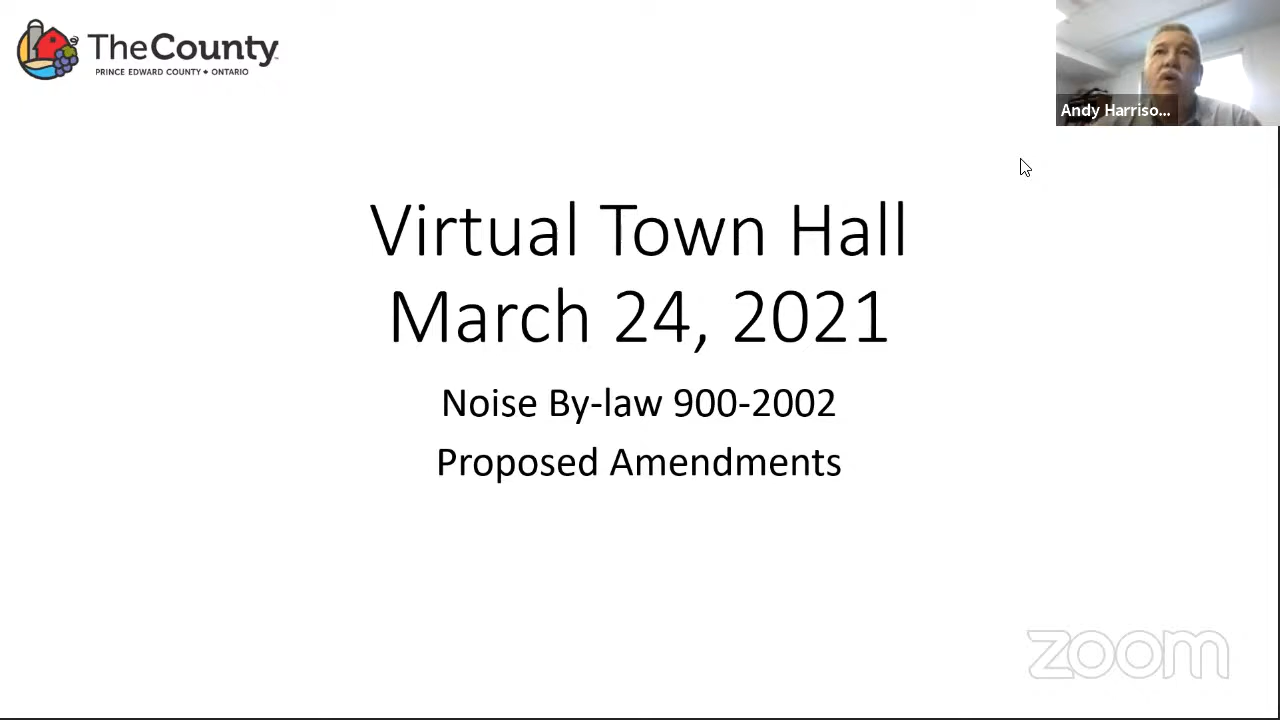 TheCounty
PRINCE EDWARD COUNTY • ONTARIO
Andy Harriso...
Virtual Town Hall
March 24, 2021
Noise By-law 900-2002
Proposed Amendments
zoom